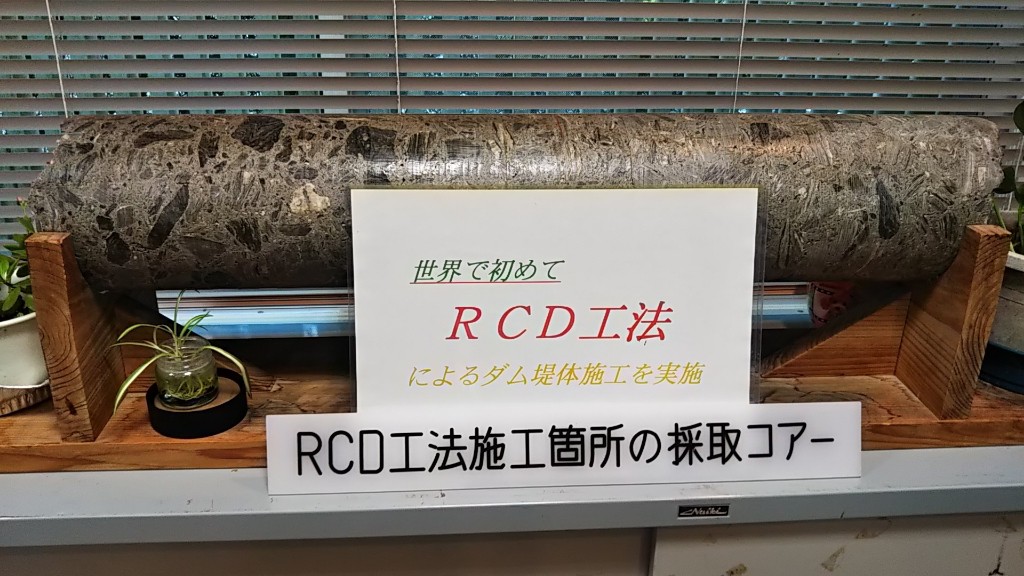 世界で初めて
RCD工法
によるダム堤体施工を実施
RCD工法施工箇所の採取コアー
Naiki